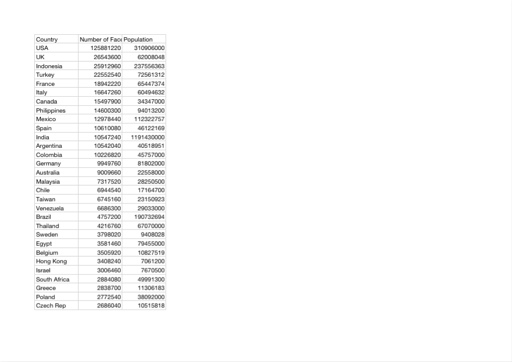 Country Number of Face Population
USA 125881220 310906000
UK 26543600 62008048
Indonesia 25912960 237556363
Turkey 22552540 72561312
France 18942220 65447374
Italy 16647260 60494632
Canada 15497900 34347000
Philippines 14600300 94013200
Mexico 12978440 112322757
Spain 10610080 46122169
India 10547240 1191430000
Argentina 10542040 40518951
Colombia 10226820 45757000
Germany 9949760 81802000
Australia 9009660 22558000
Malaysia 7317520 28250500
Chile 6944540 17164700
Taiwan 6745160 23150923
Venezuela 6686300 29033000
Brazil 4757200 190732694
Thailand 4216760 67070000
Sweden 3798020 9408028
Egypt 3581460 79455000
Belgium 3505920 10827519
Hong Kong 3408240 7061200
Israel 3006460 7670500
South Africa 2884080 49991300
Greece 2838700 11306183
Poland 2772540 38092000
Czech Rep 2686040 10515818